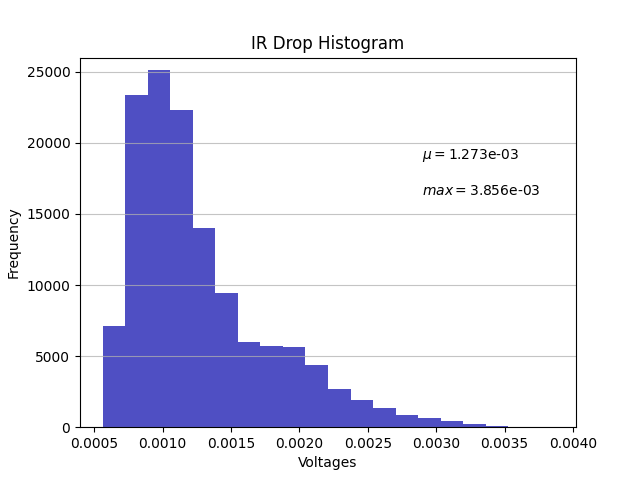 IR Drop Histogram
25000
20000
15000
10000
5000
0
Frequency
μ = 1.273e-03
max = 3.856e-03
0.0005 0.0010 0.0015 0.0020 0.0025 0.0030 0.0035 0.0040
Voltages